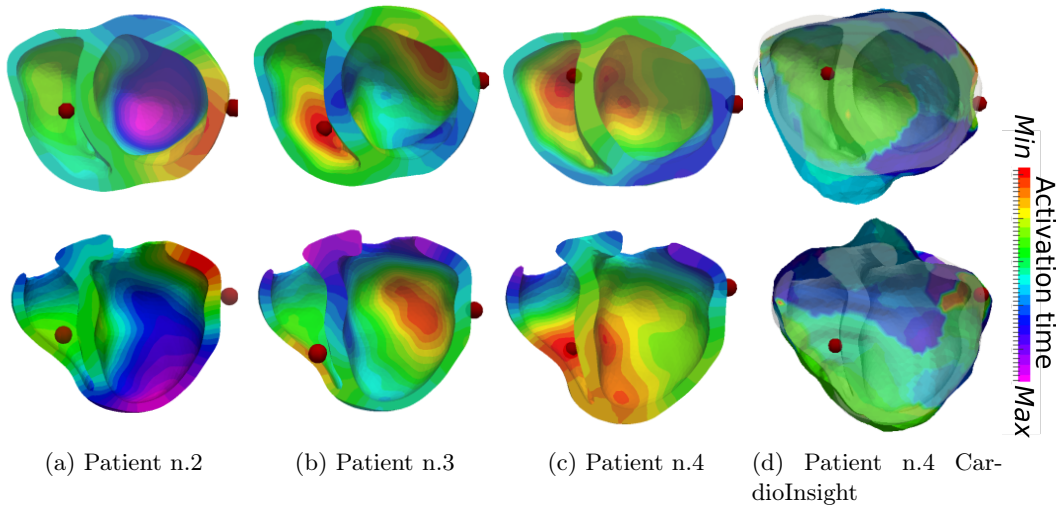 Min
Activation time
Max
(a) Patient n.2
(b) Patient n.3
(c) Patient n.4
(d) Patient n.4 Car-
dioInsight